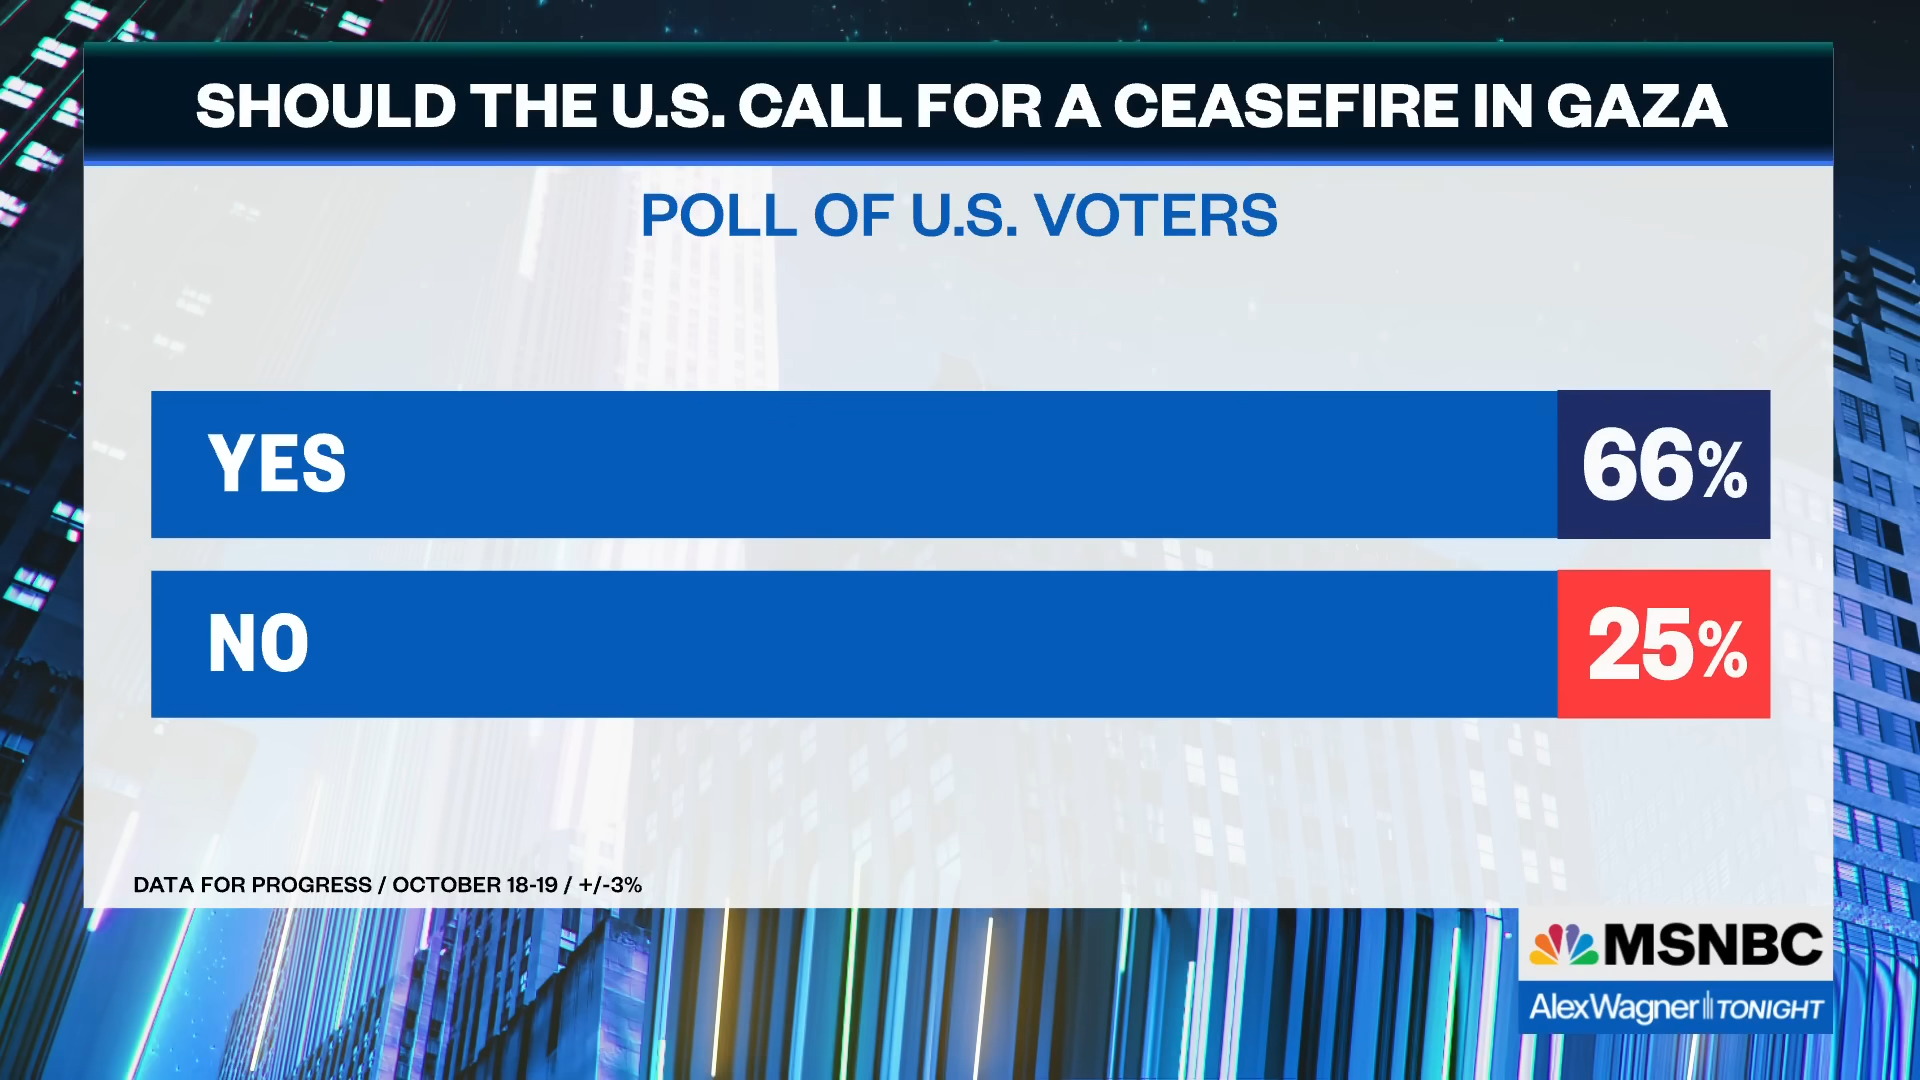 SHOULD THE U.S. CALL FOR A CEASEFIRE IN GAZA
POLL OF U.S. VOTERS
YES 66%
NO 25%
DATA FOR PROGRESS / OCTOBER 18-19 / +/-3%
MSNBC
AlexWagner TONIGHT